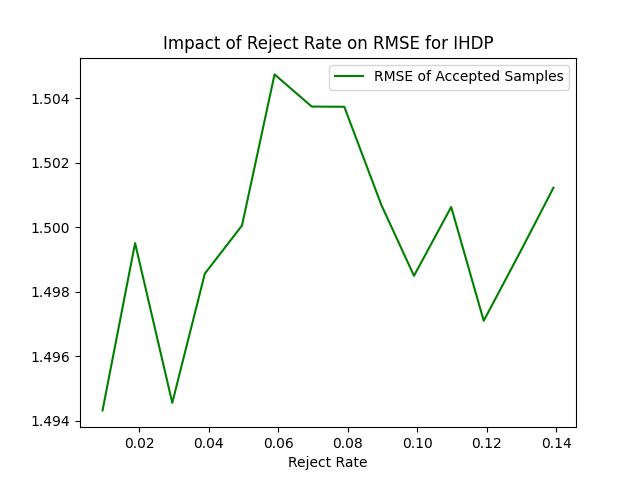 Impact of Reject Rate on RMSE for IHDP
RMSE of Accepted Samples
1.504
1.502
1.500
1.498
1.496
1.494
0.02 0.04 0.06 0.08 0.10 0.12 0.14
Reject Rate